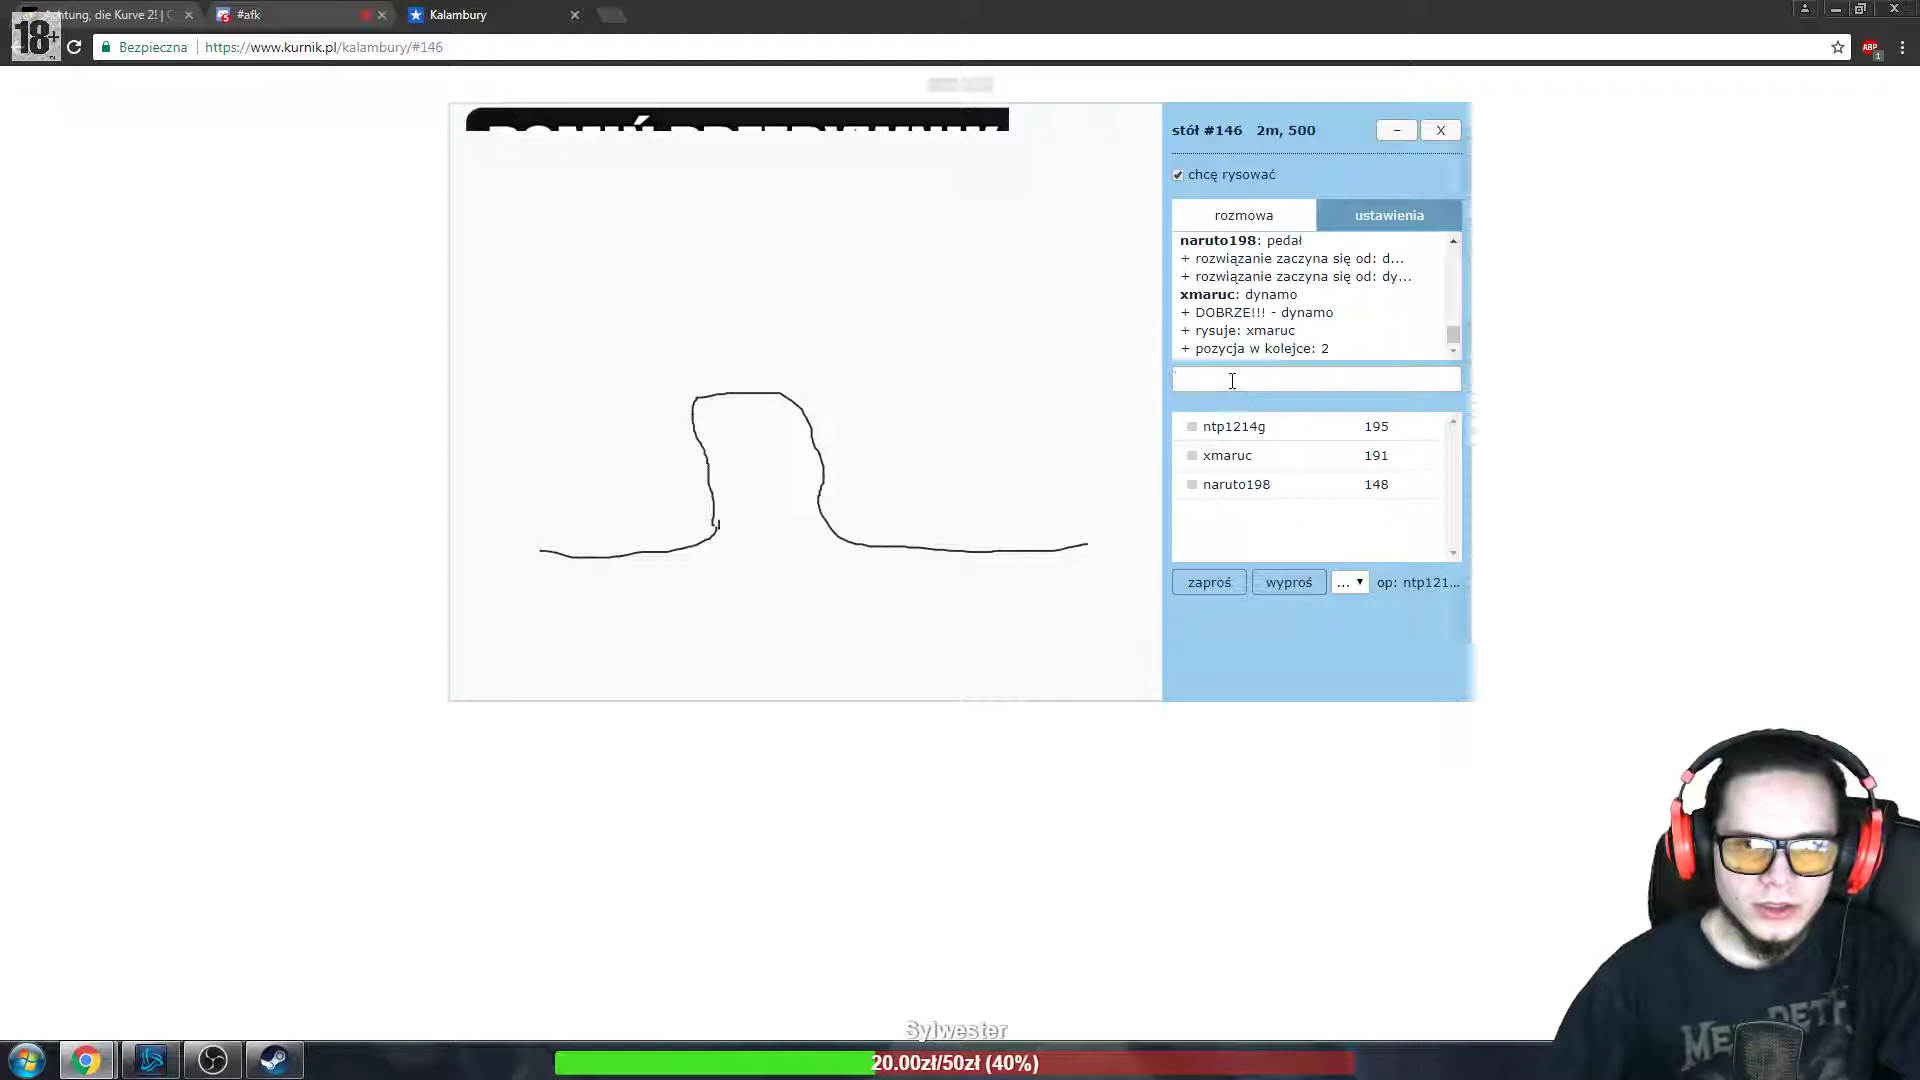 Achtung, die Kurve 2! | C
#afk
Kalambury
18+
Bezpieczna
https://www.kurnik.pl/kalambury/#146
ABP
1
stół #146 2m, 500
– X
chcę rysować
rozmowa ustawienia
naruto198: pedał
+ rozwiązanie zaczyna się od: d...
+ rozwiązanie zaczyna się od: dy...
xmaruc: dynamo
+ DOBRZE!!! - dynamo
+ rysuje: xmaruc
+ pozycja w kolejce: 2
ntp1214g 195
xmaruc 191
naruto198 148
zaproś wyproś ... op: ntp121...
Sylwester
20.00zł/50zł (40%)